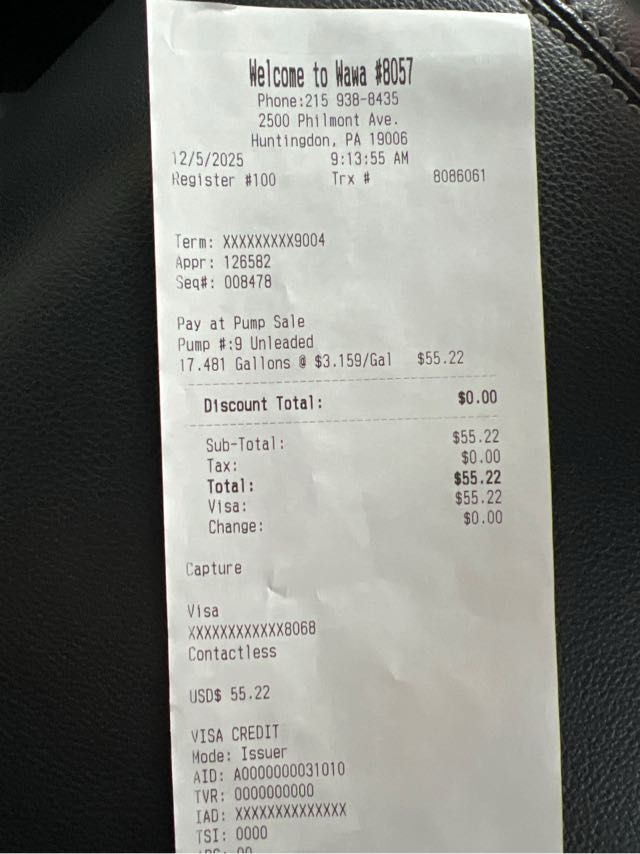 Welcome to Wawa #8057
Phone:215 938-8435
2500 Philmont Ave.
Huntingdon, PA 19006
12/5/2025 9:13:55 AM
Register #100 Trx # 8086061
Term: XXXXXXXXX9004
Appr: 126582
Seq#: 008478
Pay at Pump Sale
Pump #:9 Unleaded
17.481 Gallons @ $3.159/Gal $55.22
Discount Total: $0.00
Sub-Total: $55.22
Tax: $0.00
Total: $55.22
Visa: $55.22
Change: $0.00
Capture
Visa
XXXXXXXXXXXX8068
Contactless
USD$ 55.22
VISA CREDIT
Mode: Issuer
AID: A0000000031010
TVR: 0000000000
IAD: XXXXXXXXXXXXXX
TSI: 0000